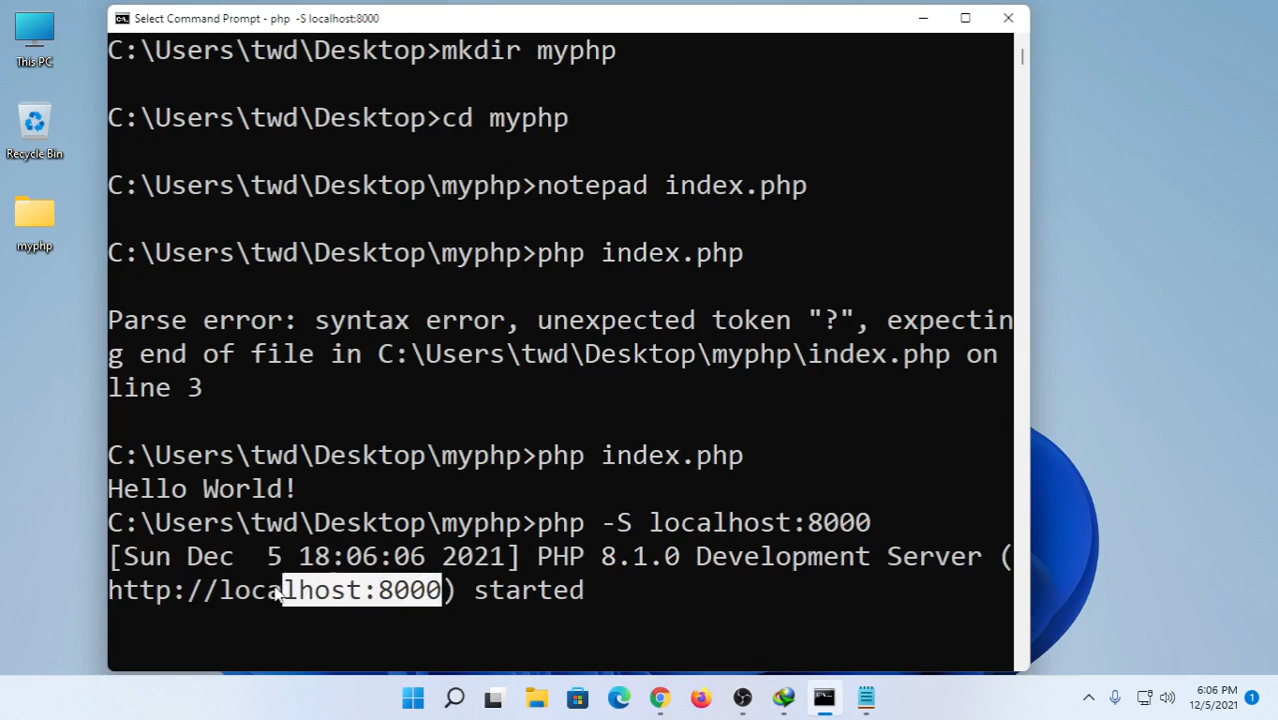 Select Command Prompt - php  -S localhost:8000
This PC
Recycle Bin
myphp
C:\Users\twd\Desktop>mkdir myphp
C:\Users\twd\Desktop>cd myphp
C:\Users\twd\Desktop\myphp>notepad index.php
C:\Users\twd\Desktop\myphp>php index.php
Parse error: syntax error, unexpected token "?", expectin
g end of file in C:\Users\twd\Desktop\myphp\index.php on
line 3
C:\Users\twd\Desktop\myphp>php index.php
Hello World!
C:\Users\twd\Desktop\myphp>php -S localhost:8000
[Sun Dec  5 18:06:06 2021] PHP 8.1.0 Development Server (
http://localhost:8000) started
6:06 PM
12/5/2021
1